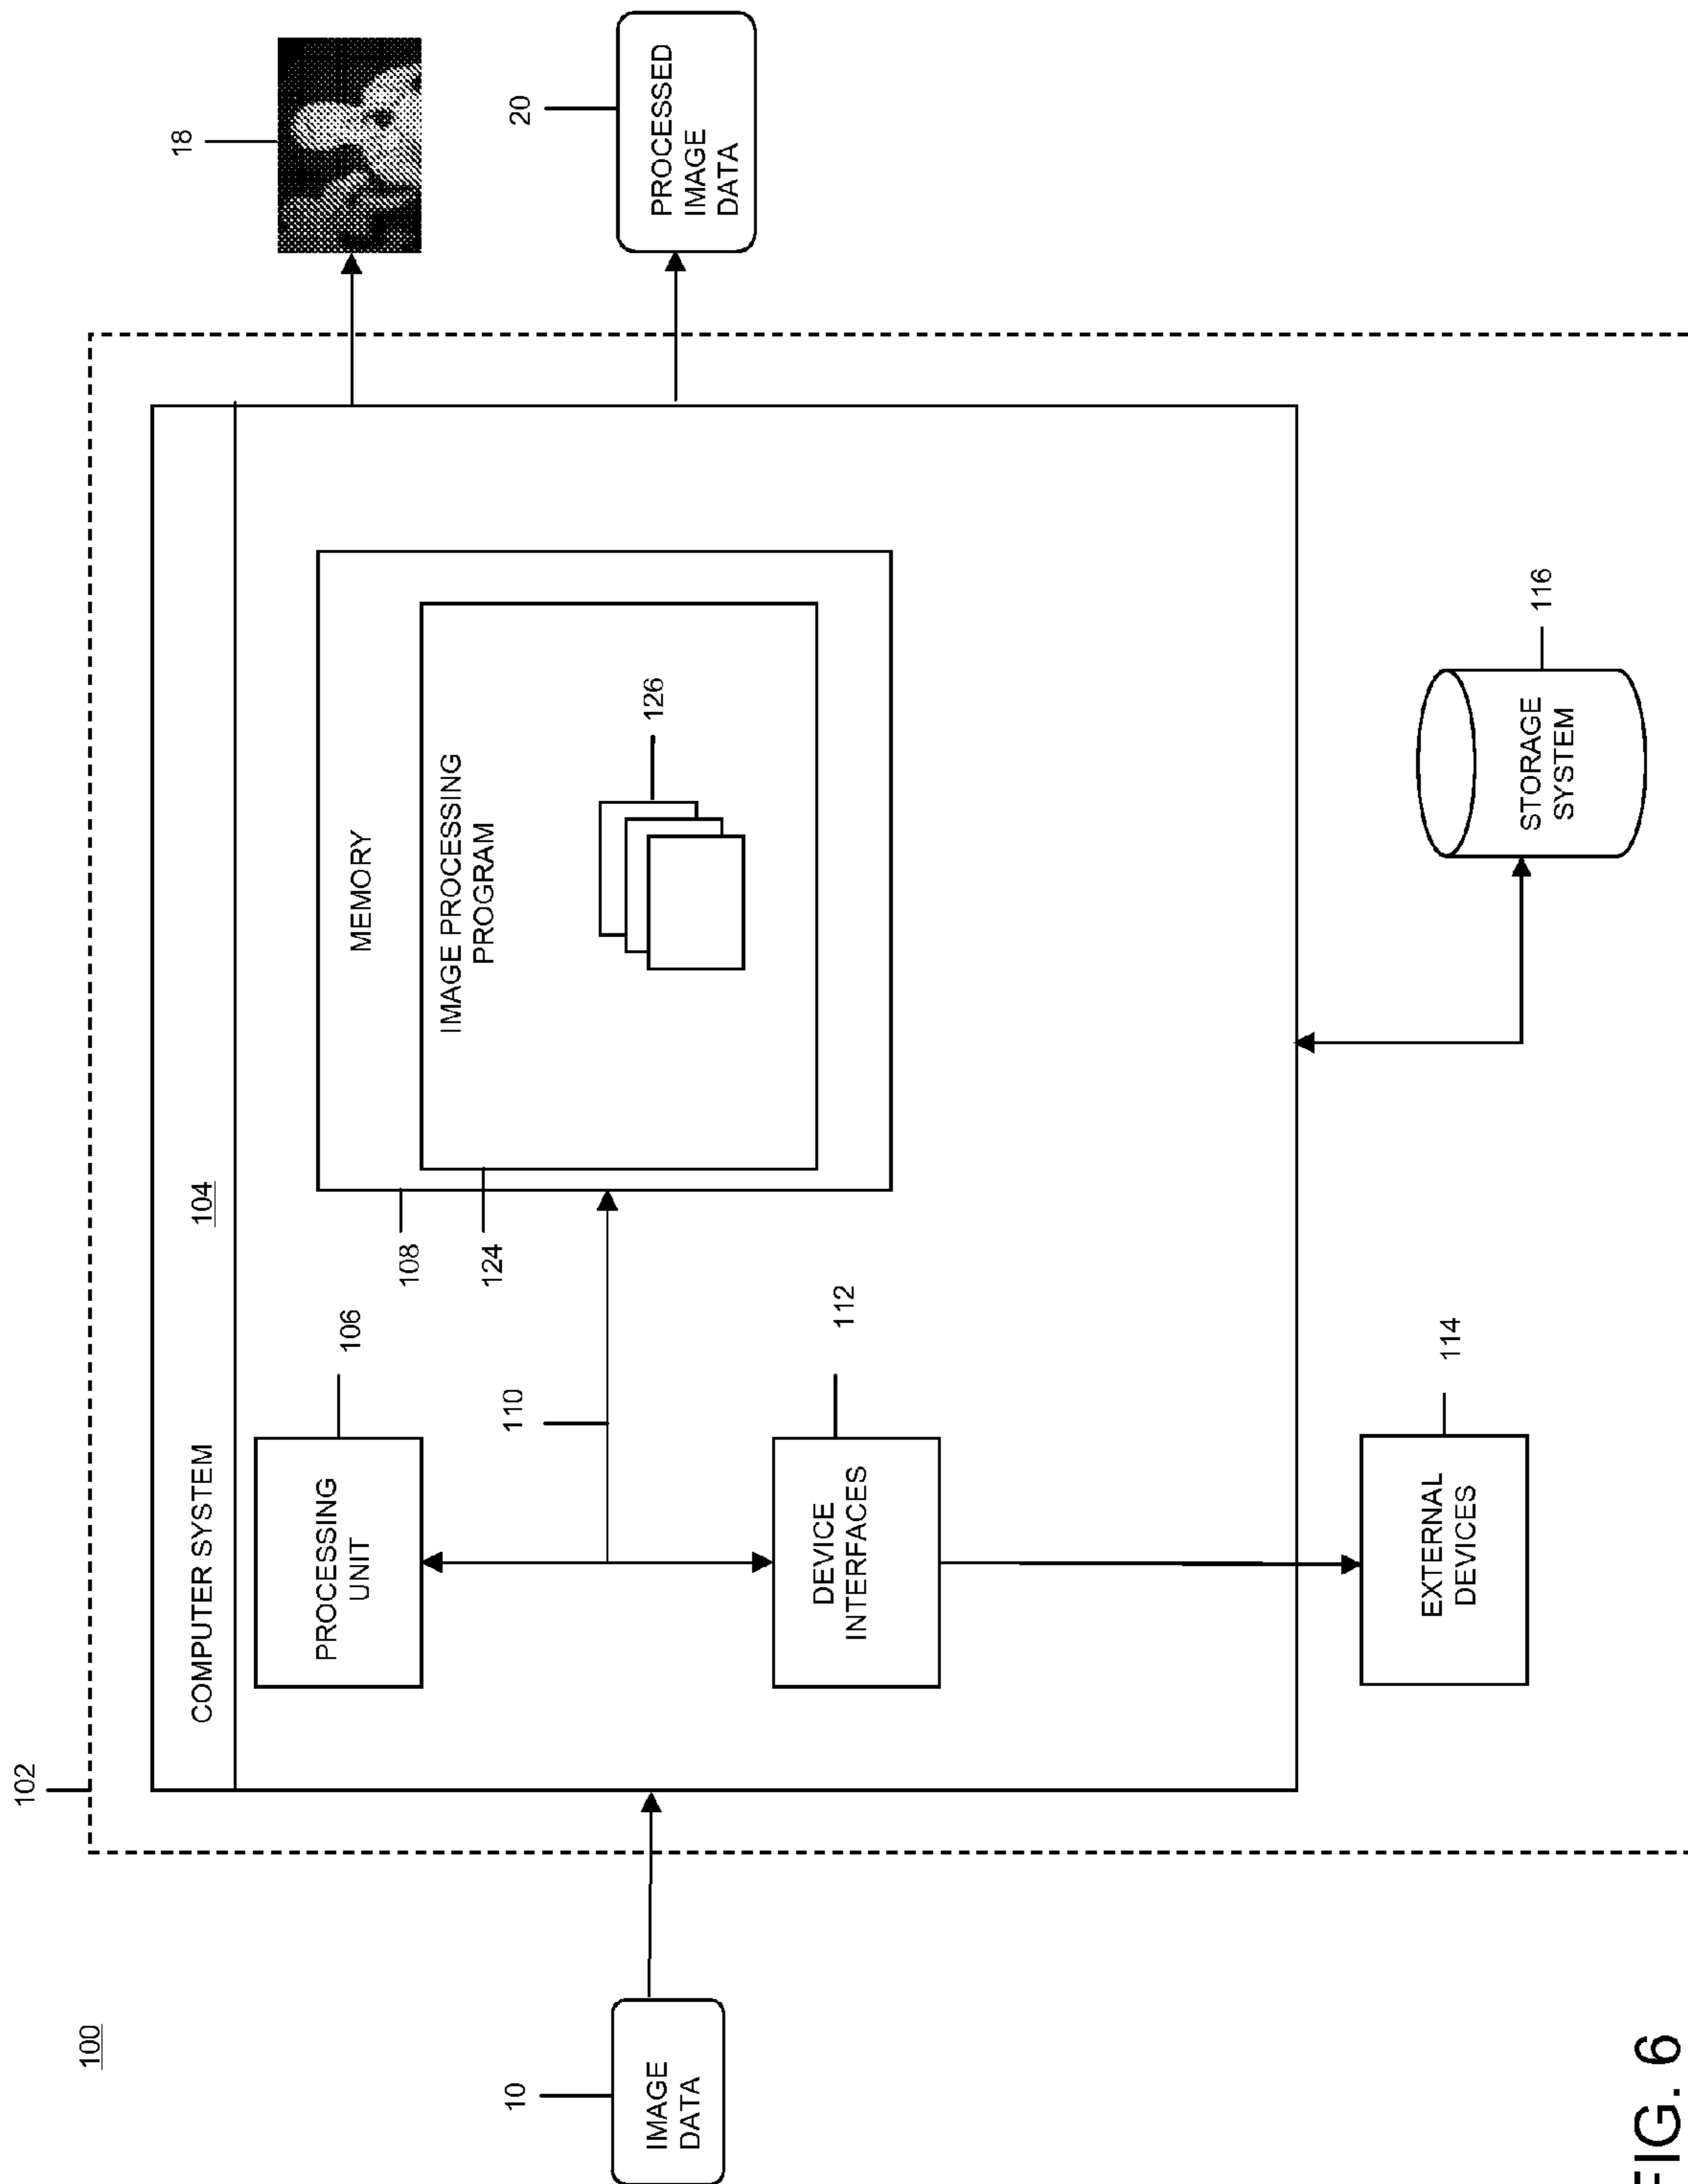 100
102
COMPUTER SYSTEM
104
18
10
IMAGE
DATA
PROCESSING
UNIT
106
110
DEVICE
INTERFACES
112
108
124
MEMORY
IMAGE PROCESSING
PROGRAM
126
20
PROCESSED
IMAGE
DATA
EXTERNAL
DEVICES
114
STORAGE
SYSTEM
116
FIG. 6